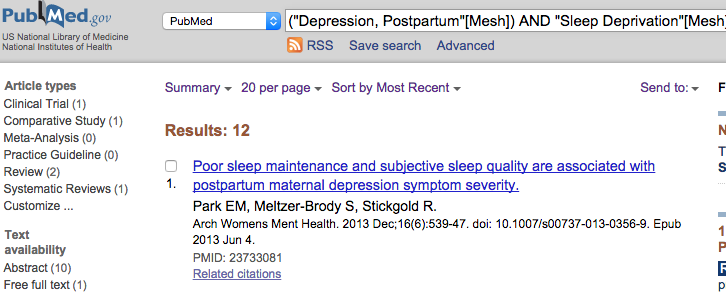 PubMed.gov
US National Library of Medicine
National Institutes of Health
PubMed
("Depression, Postpartum"[Mesh]) AND "Sleep Deprivation"[Mesh
RSS Save search Advanced
Article types
Clinical Trial (1)
Comparative Study (1)
Meta-Analysis (0)
Practice Guideline (0)
Review (2)
Systematic Reviews (1)
Customize ...
Text
availability
Abstract (10)
Free full text (1)
Summary 20 per page Sort by Most Recent Send to:
Results: 12
Poor sleep maintenance and subjective sleep quality are associated with
1. postpartum maternal depression symptom severity.
Park EM, Meltzer-Brody S, Stickgold R.
Arch Womens Ment Health. 2013 Dec;16(6):539-47. doi: 10.1007/s00737-013-0356-9. Epub
2013 Jun 4.
PMID: 23733081
Related citations